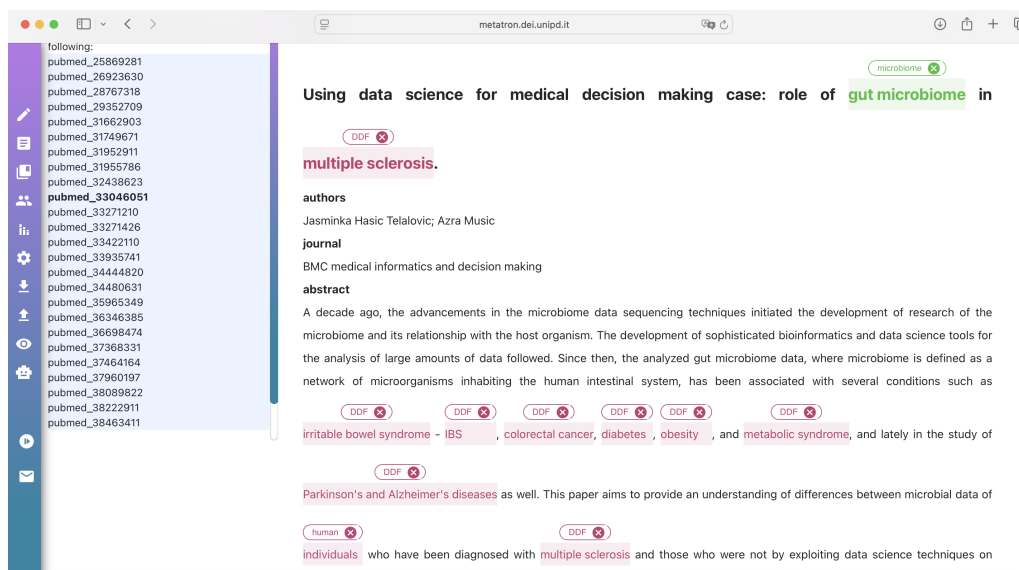 metatron.dei.unipd.it
following:
pubmed_25869281
pubmed_26923630
pubmed_28767318
pubmed_29352709
pubmed_31662903
pubmed_31749671
pubmed_31952911
pubmed_31955786
pubmed_32438623
pubmed_33046051
pubmed_33271210
pubmed_33271426
pubmed_33422110
pubmed_33935741
pubmed_34444820
pubmed_34480631
pubmed_35965349
pubmed_36346385
pubmed_36698474
pubmed_37368331
pubmed_37464164
pubmed_37960197
pubmed_38089822
pubmed_38222911
pubmed_38463411
microbiome
Using data science for medical decision making case: role of gut microbiome in
DDF
multiple sclerosis.
authors
Jasminka Hasic Telalovic; Azra Music
journal
BMC medical informatics and decision making
abstract
A decade ago, the advancements in the microbiome data sequencing techniques initiated the development of research of the
microbiome and its relationship with the host organism. The development of sophisticated bioinformatics and data science tools for
the analysis of large amounts of data followed. Since then, the analyzed gut microbiome data, where microbiome is defined as a
network of microorganisms inhabiting the human intestinal system, has been associated with several conditions such as
DDF DDF DDF DDF DDF DDF
irritable bowel syndrome - IBS , colorectal cancer, diabetes , obesity , and metabolic syndrome, and lately in the study of
DDF
Parkinson's and Alzheimer's diseases as well. This paper aims to provide an understanding of differences between microbial data of
human DDF
individuals who have been diagnosed with multiple sclerosis and those who were not by exploiting data science techniques on